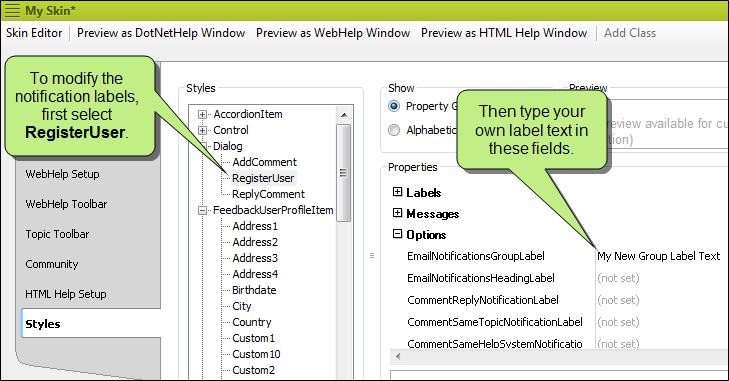 My Skin*
Skin Editor
Preview as DotNetHelp Window
Preview as WebHelp Window
Preview as HTML Help Window
Add Class
To modify the
notification labels,
first select
RegisterUser.
WebHelp Setup
WebHelp Toolbar
Topic Toolbar
Community
HTML Help Setup
Styles
Styles
AccordionItem
Control
Dialog
AddComment
RegisterUser
ReplyComment
FeedbackUserProfileItem
Address1
Address2
Address3
Address4
Birthdate
City
Country
Custom1
Custom10
Custom2
Show
Property G
Alphabetic
Preview
review available for cu
tion)
Then type your
own label text in
these fields.
Properties
Labels
Messages
Options
EmailNotificationsGroupLabel
My New Group Label Text
EmailNotificationsHeadingLabel
(not set)
CommentReplyNotificationLabel
(not set)
CommentSameTopicNotificationLabel
(not set)
CommentSameHelpSystemNotificatio
(not set)